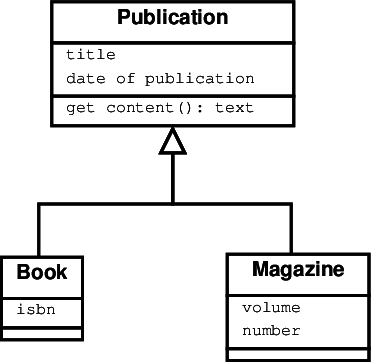 Publication
title
date of publication
get content(): text
Book
isbn
Magazine
volume
number